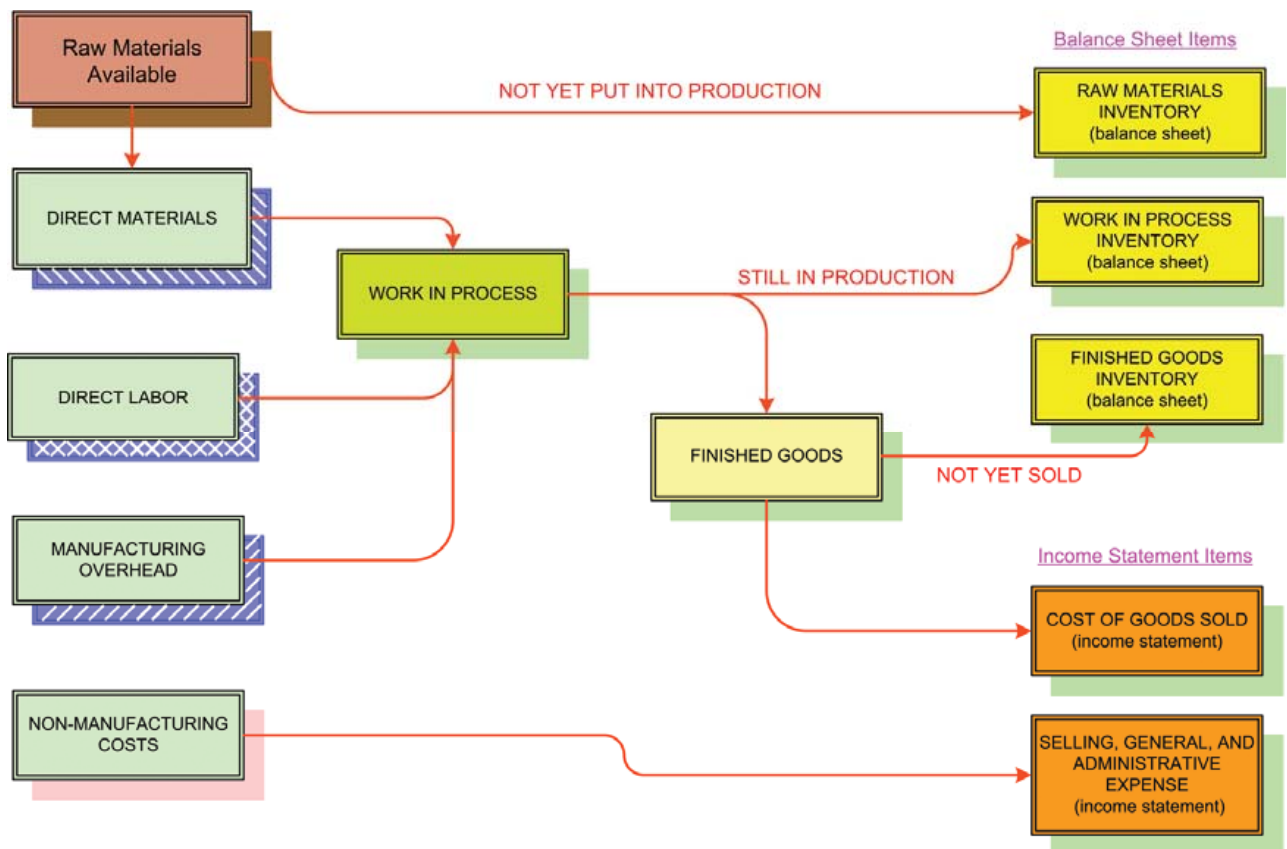 Raw Materials
Available
Balance Sheet Items
NOT YET PUT INTO PRODUCTION
RAW MATERIALS
INVENTORY
(balance sheet)
DIRECT MATERIALS
WORK IN PROCESS
INVENTORY
(balance sheet)
WORK IN PROCESS
STILL IN PRODUCTION
FINISHED GOODS
INVENTORY
(balance sheet)
DIRECT LABOR
FINISHED GOODS
NOT YET SOLD
MANUFACTURING
OVERHEAD
Income Statement Items
COST OF GOODS SOLD
(income statement)
NON-MANUFACTURING
COSTS
SELLING, GENERAL, AND
ADMINISTRATIVE
EXPENSE
(income statement)